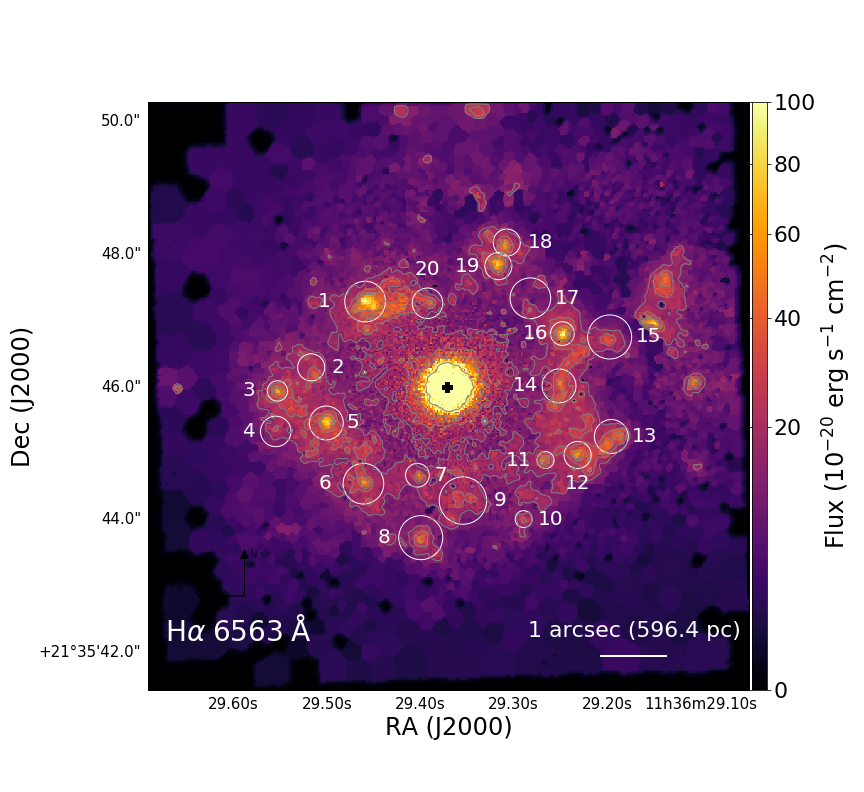 50.0"
48.0"
46.0"
44.0"
+21°35'42.0"
Dec (J2000)
29.60s
29.50s
29.40s
29.30s
29.20s
11h36m29.10s
RA (J2000)
18
19
20
1
17
16
15
2
3
14
4
5
13
11
12
6
7
9
10
8
N
Hα 6563 Å
1 arcsec (596.4 pc)
100
80
60
40
20
0
Flux (10⁻²⁰ erg s⁻¹ cm⁻²)